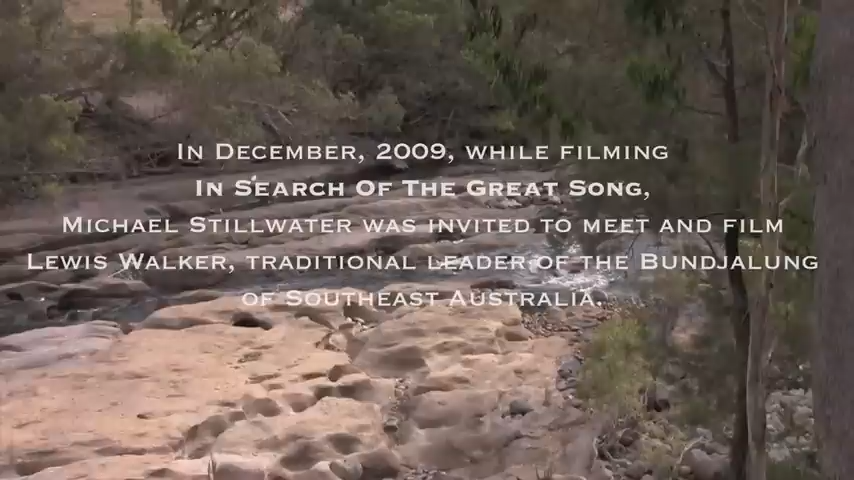 In December, 2009, while filming
In Search Of The Great Song,
Michael Stillwater was invited to meet and film
Lewis Walker, traditional leader of the Bundjalung
of Southeast Australia.